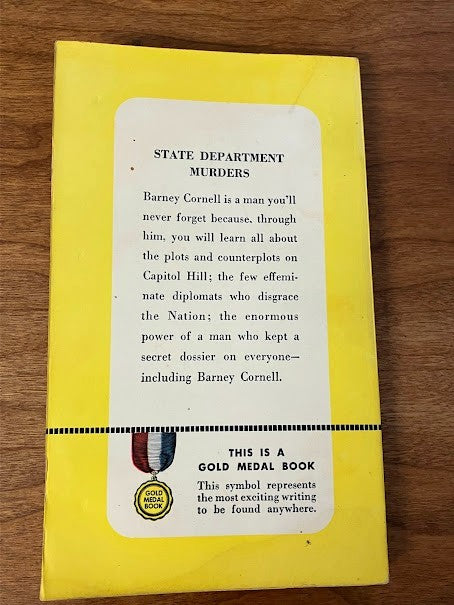 STATE DEPARTMENT
MURDERS
Barney Cornell is a man you'll
never forget because, through
him, you will learn all about
the plots and counterplots on
Capitol Hill; the few effemi-
nate diplomats who disgrace
the Nation; the enormous
power of a man who kept a
secret dossier on everyone—
including Barney Cornell.
GOLD
MEDAL
BOOK
THIS IS A
GOLD MEDAL BOOK
This symbol represents
the most exciting writing
to be found anywhere.